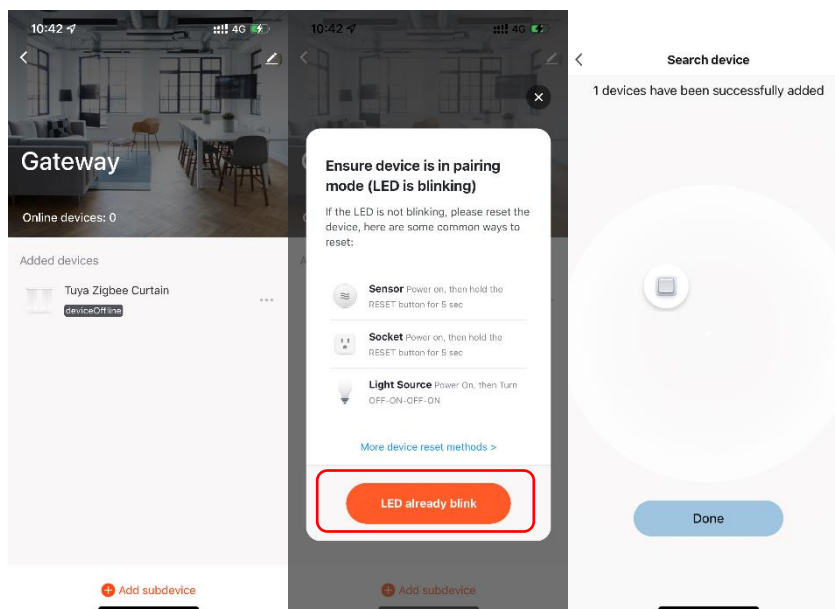 10:42
4G
Gateway
Online devices: 0
Added devices
Tuya Zigbee Curtain
deviceOffline
Add subdevice
10:42
4G
Ensure device is in pairing
mode (LED is blinking)
If the LED is not blinking, please reset the
device, here are some common ways to
reset:
Sensor Power on, then hold the
RESET button for 5 sec
Socket Power on, then hold the
RESET button for 5 sec
Light Source Power On, then Turn
OFF-ON-OFF-ON
More device reset methods >
LED already blink
Add subdevice
Search device
1 devices have been successfully added
Done